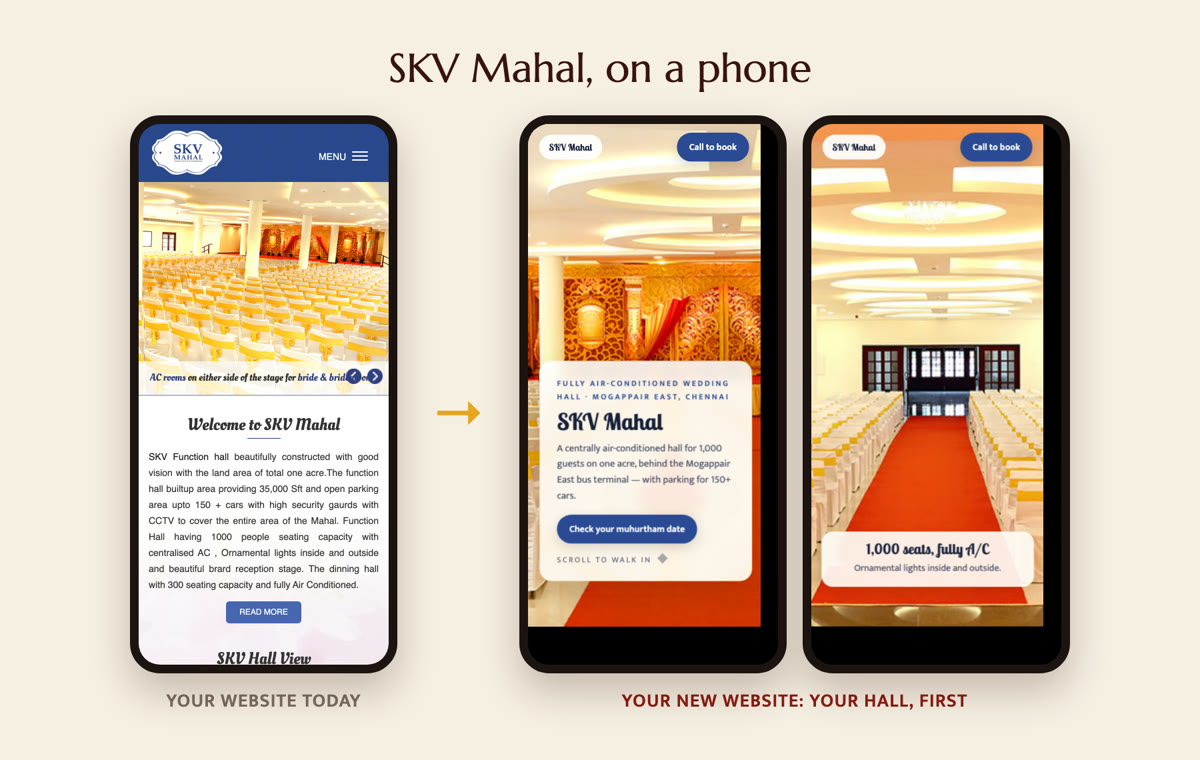 SKV Mahal, on a phone
SKV
MAHAL
MENU
AC rooms on either side of the stage for bride &
Welcome to SKV Mahal
SKV Function hall beautifully constructed with good
vision with the land area of total one acre.The function
hall builtup area providing 35,000 Sft and open parking
area upto 150 + cars with high security gaurds with
CCTV to cover the entire area of the Mahal. Function
Hall having 1000 people seating capacity with
centralised AC , Ornamental lights inside and outside
and beautiful brard reception stage. The dinning hall
with 300 seating capacity and fully Air Conditioned.
READ MORE
SKV Hall View
YOUR WEBSITE TODAY
SKV Mahal
Call to book
FULLY AIR-CONDITIONED WEDDING
HALL · MOGAPPAIR EAST, CHENNAI
SKV Mahal
A centrally air-conditioned hall for 1,000
guests on one acre, behind the Mogappair
East bus terminal — with parking for 150+
cars.
Check your muhurtham date
SCROLL TO WALK IN
SKV Mahal
Call to book
1,000 seats, fully A/C
Ornamental lights inside and outside.
YOUR NEW WEBSITE: YOUR HALL, FIRST